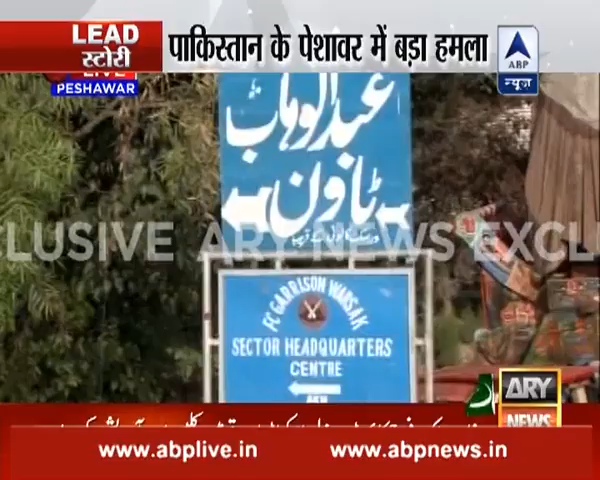 LEAD
स्टोरी
पाकिस्तान के पेशावर में बड़ा हमला
ABP
न्यूज़
LIVE
PESHAWAR
عبدالوہاب
ٹاؤن
LUSIVE ARY NEWS EXCL
FC GARRISON WARSAK
SECTOR HEADQUARTERS
CENTRE
ARY
NEWS
www.abplive.in
www.abpnews.in